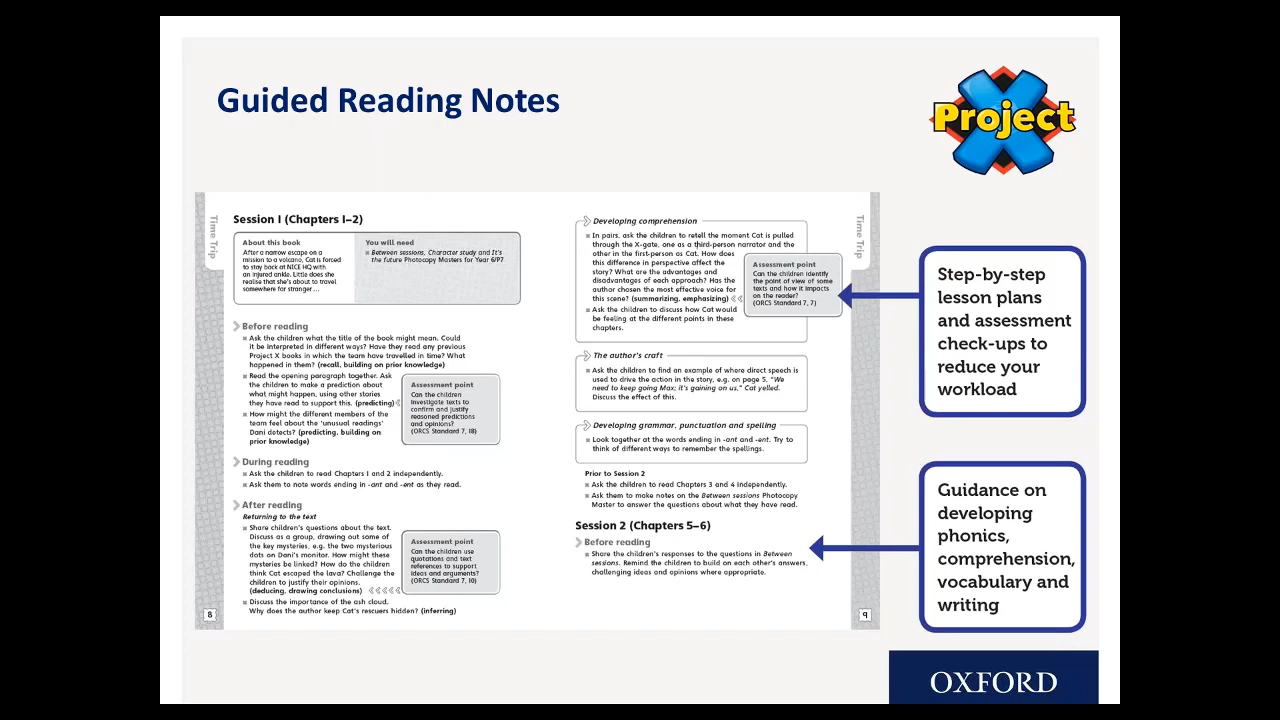 Guided Reading Notes
Project X
Time Trip
Session 1 (Chapters 1–2)
About this book
After a narrow escape on a
mission to a volcano, Cat is forced
to stay back at NICE HQ with
an injured ankle. Little does she
realise that she's about to travel
somewhere far stranger ...
You will need
Between sessions, Character study and It's
the future Photocopy Masters for Year 6/P7
Before reading
Ask the children what the title of the book might mean. Could
it be interpreted in different ways? Have they read any previous
Project X books in which the team have travelled in time? What
happened in them? (recall, building on prior knowledge)
Read the opening paragraph together. Ask
the children to make a prediction about
what might happen, using other stories
they have read to support this. (predicting)
How might the different members of the
team feel about the 'unusual readings'
Dani detects? (predicting, building on
prior knowledge)
Assessment point
Can the children
investigate texts to
confirm and justify
reasoned predictions
and opinions?
(ORCS Standard 7, 18)
During reading
Ask the children to read Chapters 1 and 2 independently.
Ask them to note words ending in -ant and -ent as they read.
After reading
Returning to the text
Share children's questions about the text.
Discuss as a group, drawing out some of
the key mysteries, e.g. the two mysterious
dots on Dani's monitor. How might these
mysteries be linked? How do the children
think Cat escaped the lava? Challenge the
children to justify their opinions.
(deducing, drawing conclusions)
Discuss the importance of the ash cloud.
Why does the author keep Cat's rescuers hidden? (inferring)
Assessment point
Can the children use
quotations and text
references to support
ideas and arguments?
(ORCS Standard 7, 10)
8
Developing comprehension
In pairs, ask the children to retell the moment Cat is pulled
through the X-gate, one as a third-person narrator and the
other in the first-person as Cat. How does
this difference in perspective affect the
story? What are the advantages and
disadvantages of each approach? Has the
author chosen the most effective voice for
this scene? (summarizing, emphasizing)
Ask the children to discuss how Cat would
be feeling at the different points in these
chapters.
Assessment point
Can the children identify
the point of view of some
texts and how it impacts
on the reader?
(ORCS Standard 7, 7)
The author's craft
Ask the children to find an example of where direct speech is
used to drive the action in the story, e.g. on page 5, "We
need to keep going Max; it's gaining on us," Cat yelled.
Discuss the effect of this.
Developing grammar, punctuation and spelling
Look together at the words ending in -ant and -ent. Try to
think of different ways to remember the spellings.
Prior to Session 2
Ask the children to read Chapters 3 and 4 independently.
Ask them to make notes on the Between sessions Photocopy
Master to answer the questions about what they have read.
Session 2 (Chapters 5–6)
Before reading
Share the children's responses to the questions in Between
sessions. Remind the children to build on each other's answers,
challenging ideas and opinions where appropriate.
Time Trip
9
Step-by-step
lesson plans
and assessment
check-ups to
reduce your
workload
Guidance on
developing
phonics,
comprehension,
vocabulary and
writing
OXFORD